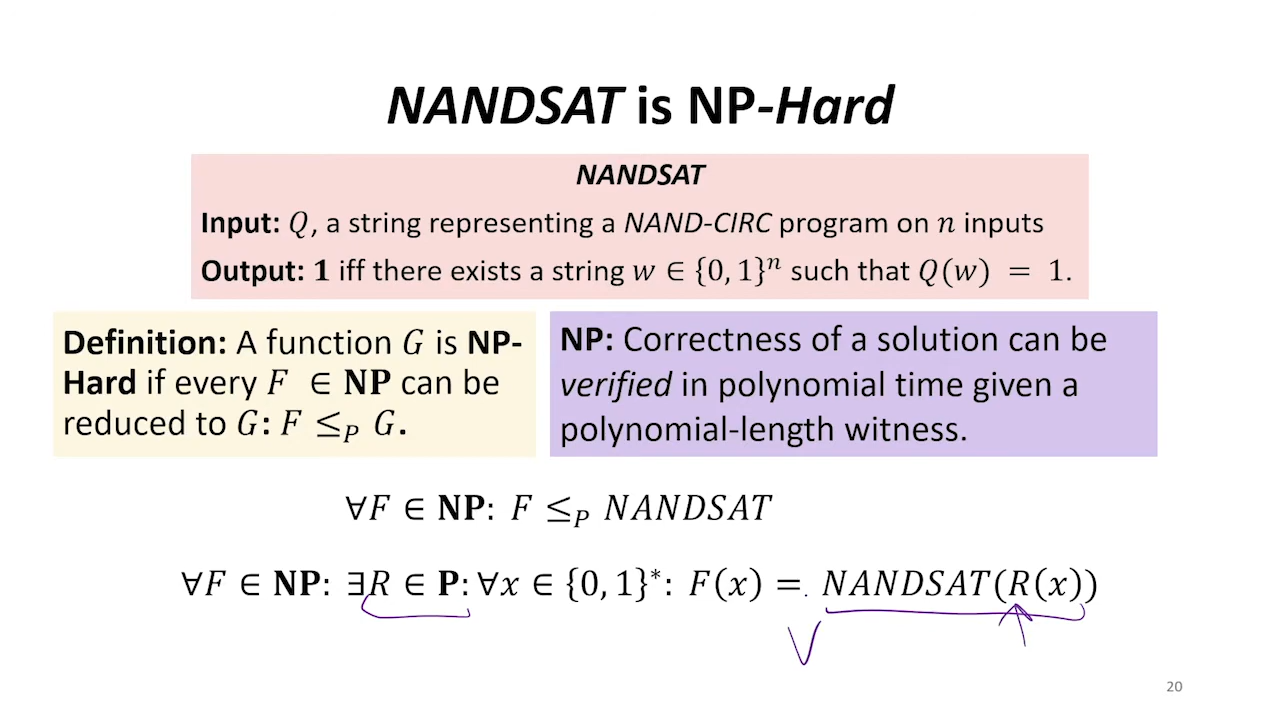 NANDSAT is NP-Hard
NANDSAT
Input: Q, a string representing a NAND-CIRC program on n inputs
Output: 1 iff there exists a string w ∈ {0, 1}ⁿ such that Q(w) = 1.
Definition: A function G is NP-
Hard if every F ∈ NP can be
reduced to G: F ≤ₚ G.
NP: Correctness of a solution can be
verified in polynomial time given a
polynomial-length witness.
∀F ∈ NP: F ≤ₚ NANDSAT
∀F ∈ NP: ∃R ∈ P: ∀x ∈ {0, 1}*: F(x) = NANDSAT(R(x))
V
20